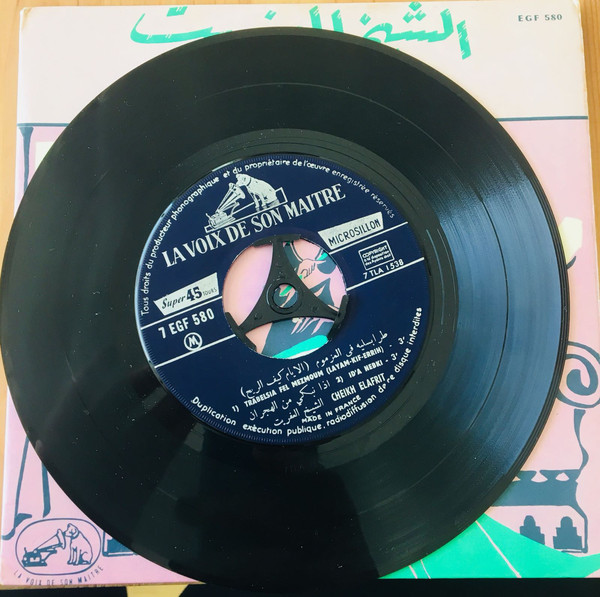 الشيخ العفريت
EGF 580
Tous droits du producteur phonographique et du propriétaire de l'œuvre enregistrée réservés
LA VOIX DE SON MAITRE
MICROSILLON
Super 45 tours
7 EGF 580
M
COPYRIGHT
7 TLA 1538
طرابلسية في المزموم (الايام كيف الريح)
1) TRABELSIA FEL MEZMOUM (LAYAM-KIF-ERRIH)
2) ID'A NEBKI -
اذا نبكي من الهجران
CHEIKH ELAFRIT
الشيخ العفريت
MADE IN FRANCE
Duplication exécution publique, radiodiffusion de ce disque interdites
LA VOIX DE SON MAITRE